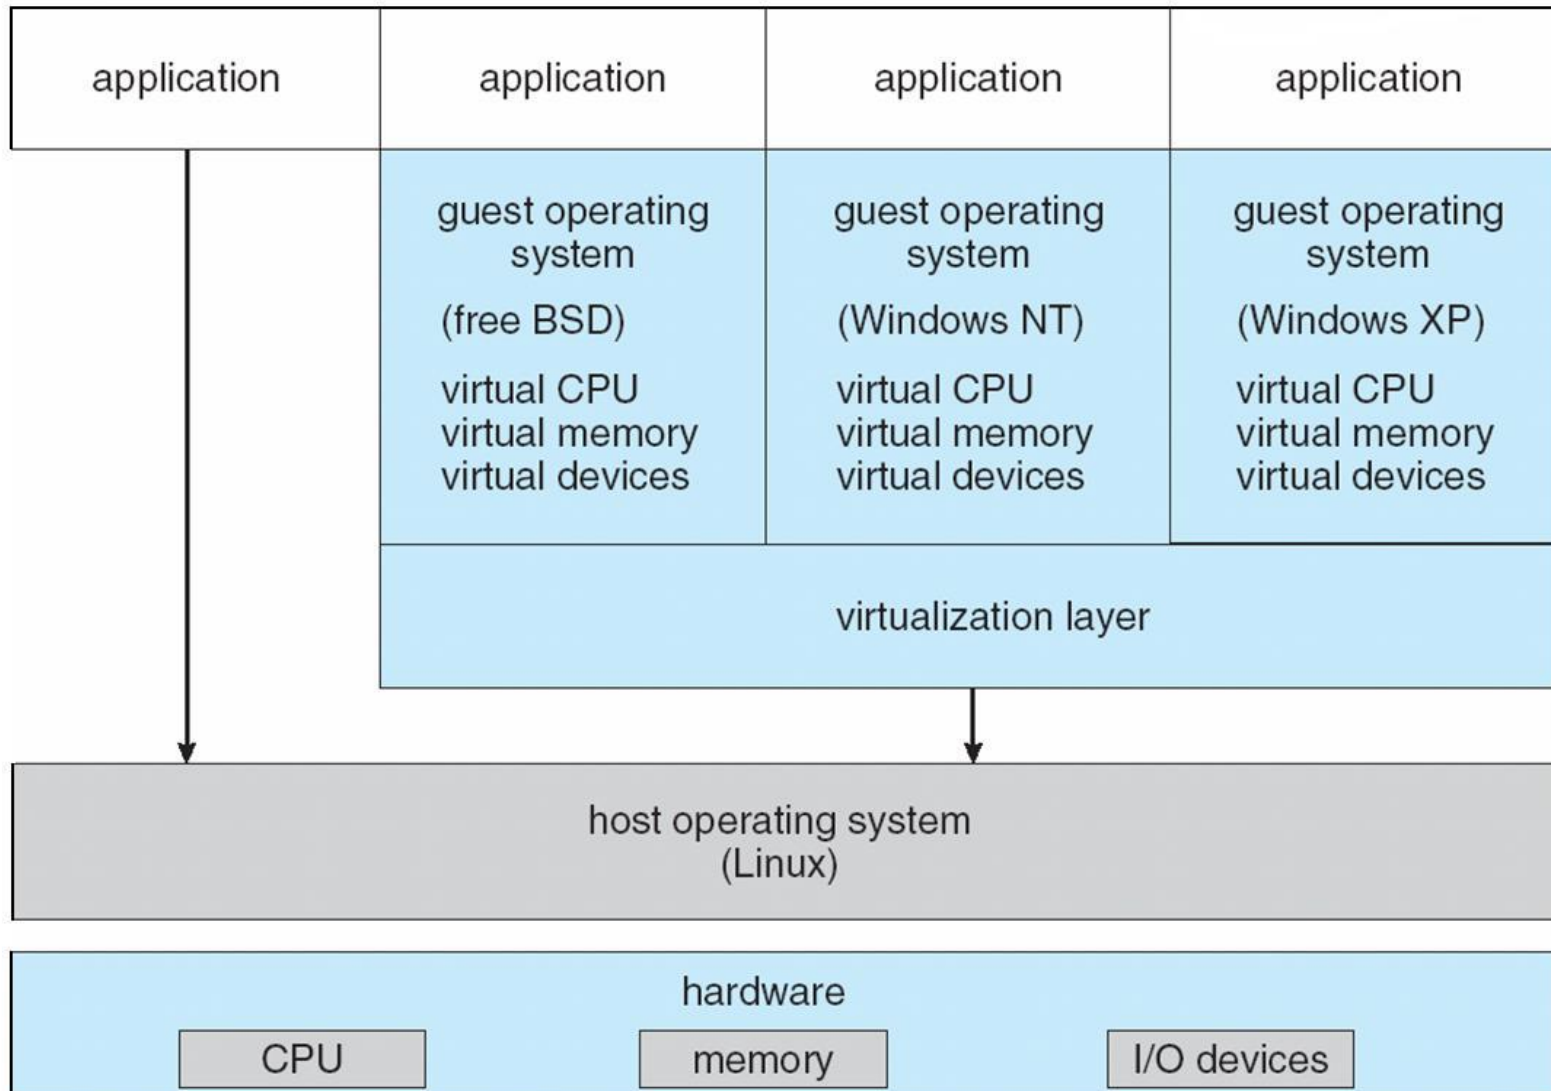 application
application
application
application
guest operating
system
(free BSD)
virtual CPU
virtual memory
virtual devices
guest operating
system
(Windows NT)
virtual CPU
virtual memory
virtual devices
guest operating
system
(Windows XP)
virtual CPU
virtual memory
virtual devices
virtualization layer
host operating system
(Linux)
hardware
CPU
memory
I/O devices